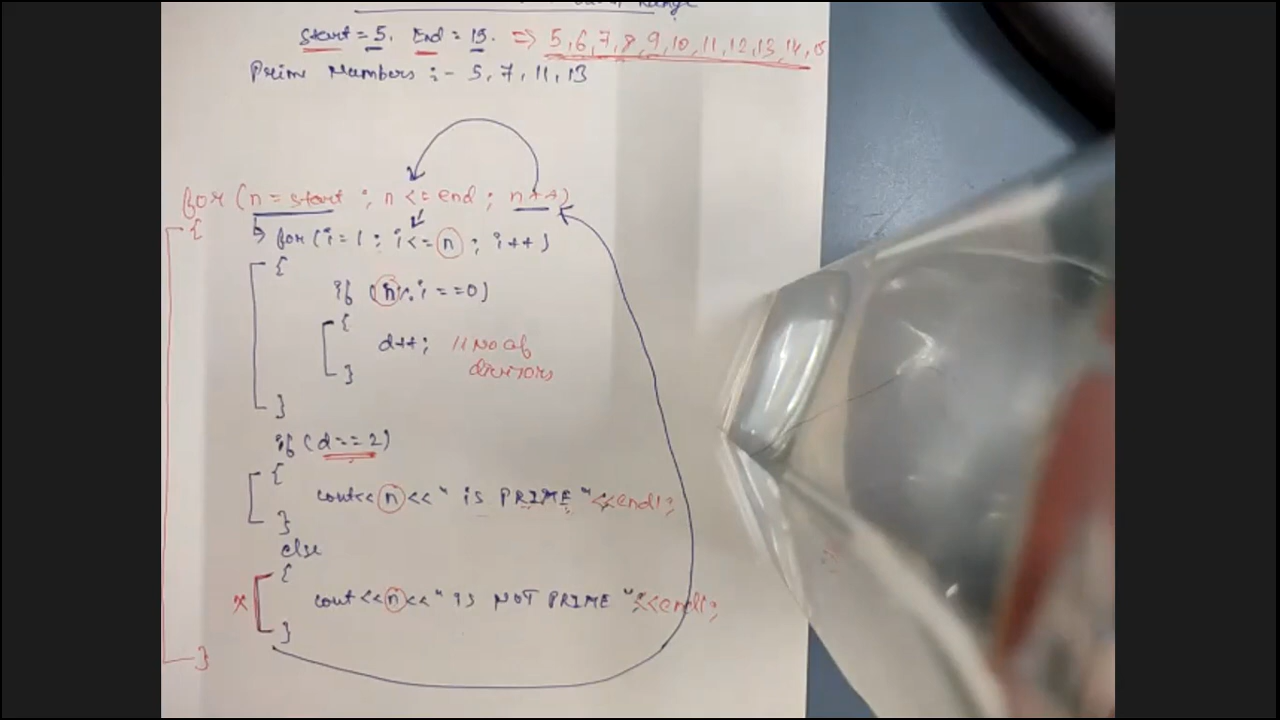 Range
Start = 5, End = 15. => 5,6,7,8,9,10,11,12,13,14,15
Prime Numbers :- 5, 7, 11, 13
for (n = start ; n <= end ; n++)
{
for (i=1 ; i<= n ; i++)
{
if (n%i ==0)
{
d++; // No of
divisors
}
}
if (d==2)
{
cout<<n<<" is PRIME "<<endl;
}
else
{
x cout<<n<<" is NOT PRIME "<<endl;
}
}